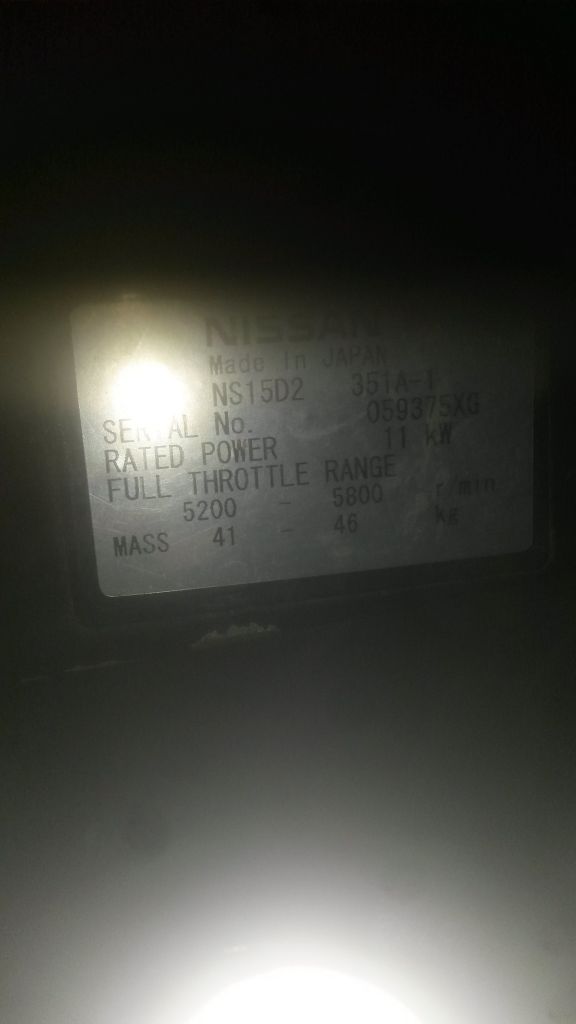 NISSAN
Made In JAPAN
NS15D2 351A-1
SERIAL No. 059375XG
RATED POWER 11 kW
FULL THROTTLE RANGE
5200 - 5800 r/min
MASS 41 - 46 kg